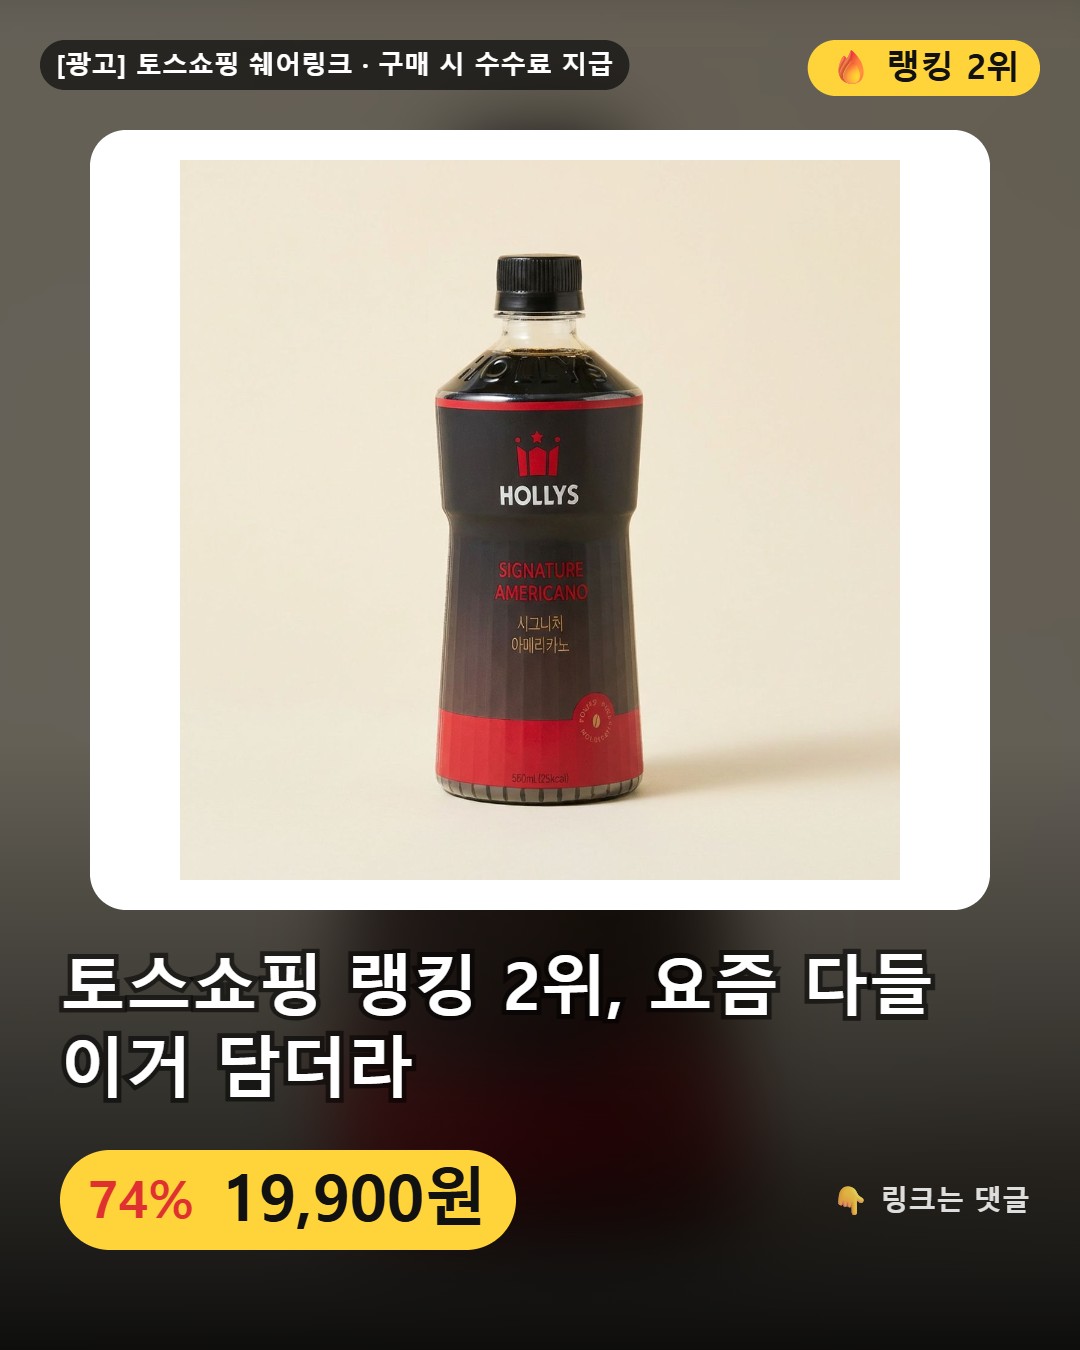 [광고] 토스쇼핑 쉐어링크 · 구매 시 수수료 지급
🔥 랭킹 2위
HOLLYS
HOLLYS
SIGNATURE
AMERICANO
시그니처
아메리카노
560mL(25kcal)
토스쇼핑 랭킹 2위, 요즘 다들
이거 담더라
74% 19,900원
👇 링크는 댓글